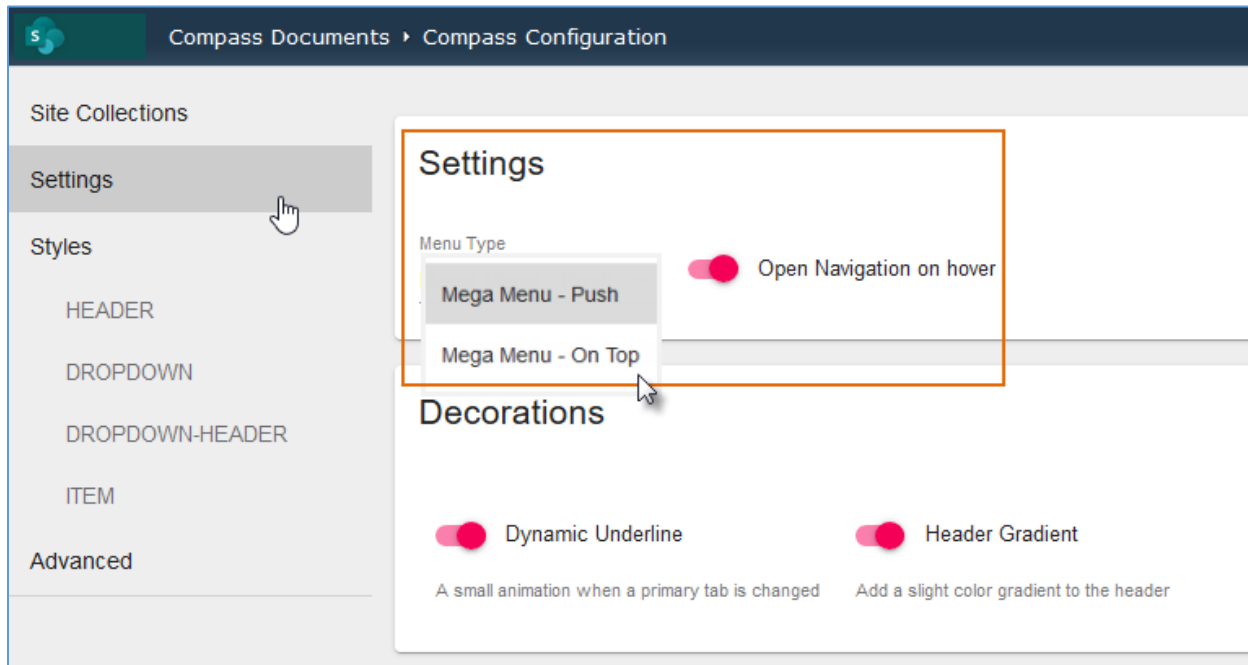 S
Compass Documents ‣ Compass Configuration
Site Collections
Settings
Styles
HEADER
DROPDOWN
DROPDOWN-HEADER
ITEM
Advanced
Settings
Menu Type
Mega Menu - Push
Mega Menu - On Top
Open Navigation on hover
Decorations
Dynamic Underline
A small animation when a primary tab is changed
Header Gradient
Add a slight color gradient to the header